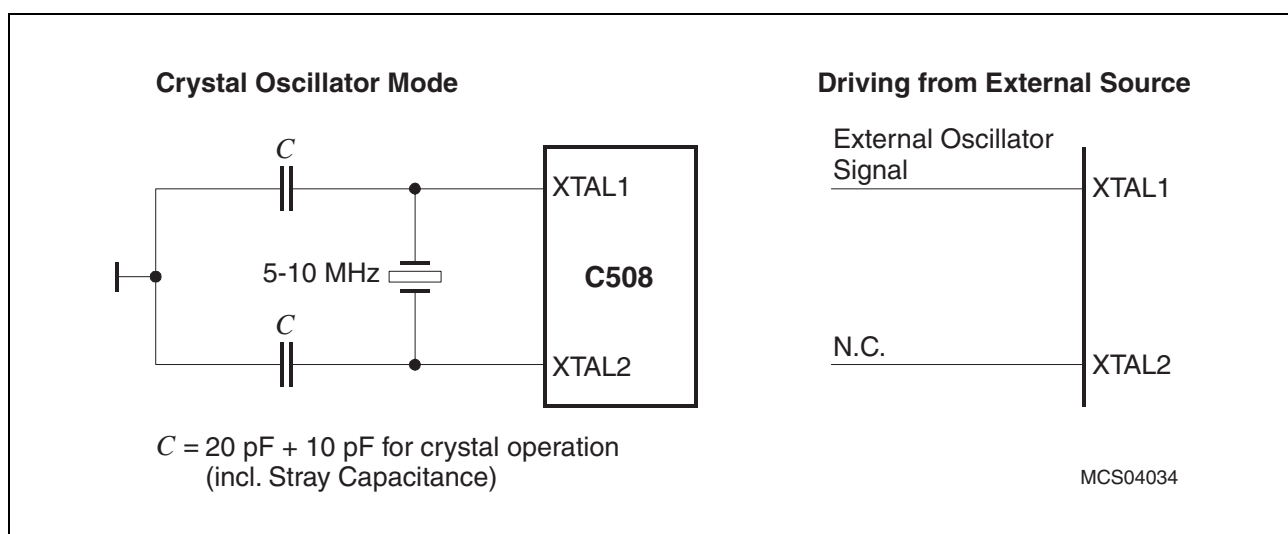 Crystal Oscillator Mode
C
XTAL1
5-10 MHz
C508
C
XTAL2
C = 20 pF + 10 pF for crystal operation
(incl. Stray Capacitance)
Driving from External Source
External Oscillator
Signal
XTAL1
N.C.
XTAL2
MCS04034